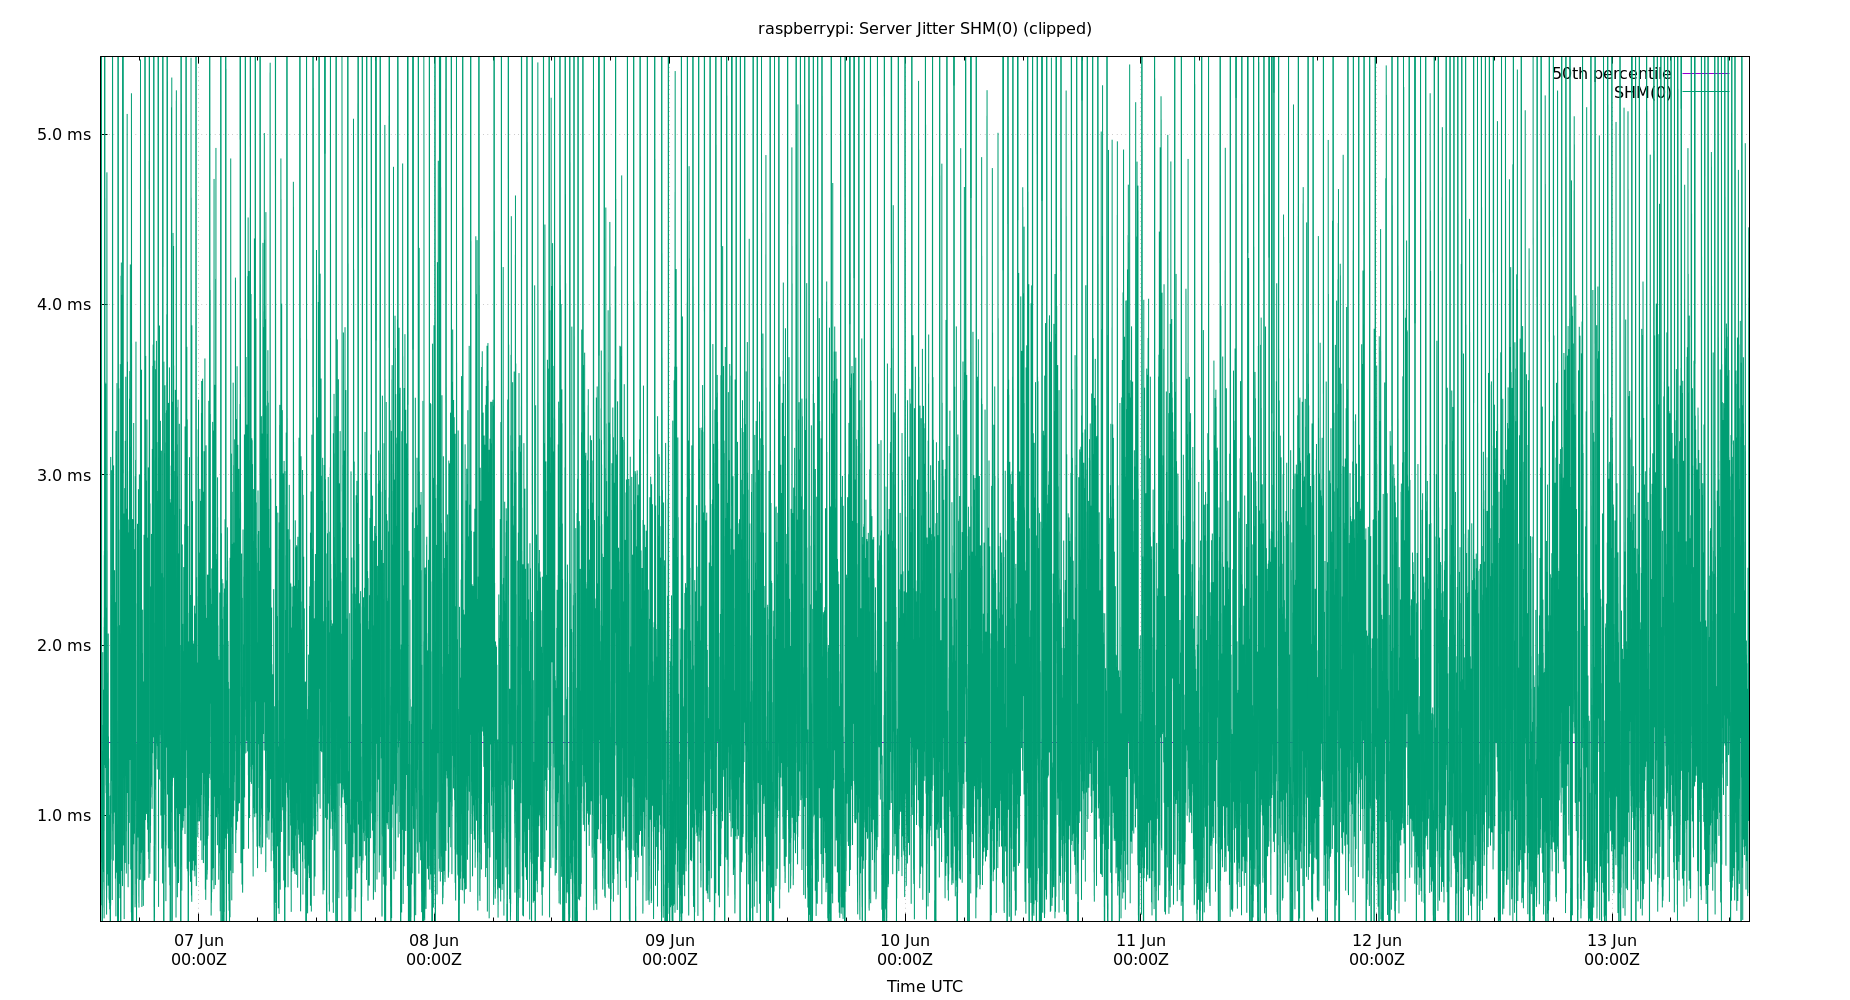 raspberrypi: Server Jitter SHM(0) (clipped)
50th percentile
SHM(0)
5.0 ms
4.0 ms
3.0 ms
2.0 ms
1.0 ms
07 Jun 08 Jun 09 Jun 10 Jun 11 Jun 12 Jun 13 Jun
00:00Z 00:00Z 00:00Z 00:00Z 00:00Z 00:00Z 00:00Z
Time UTC